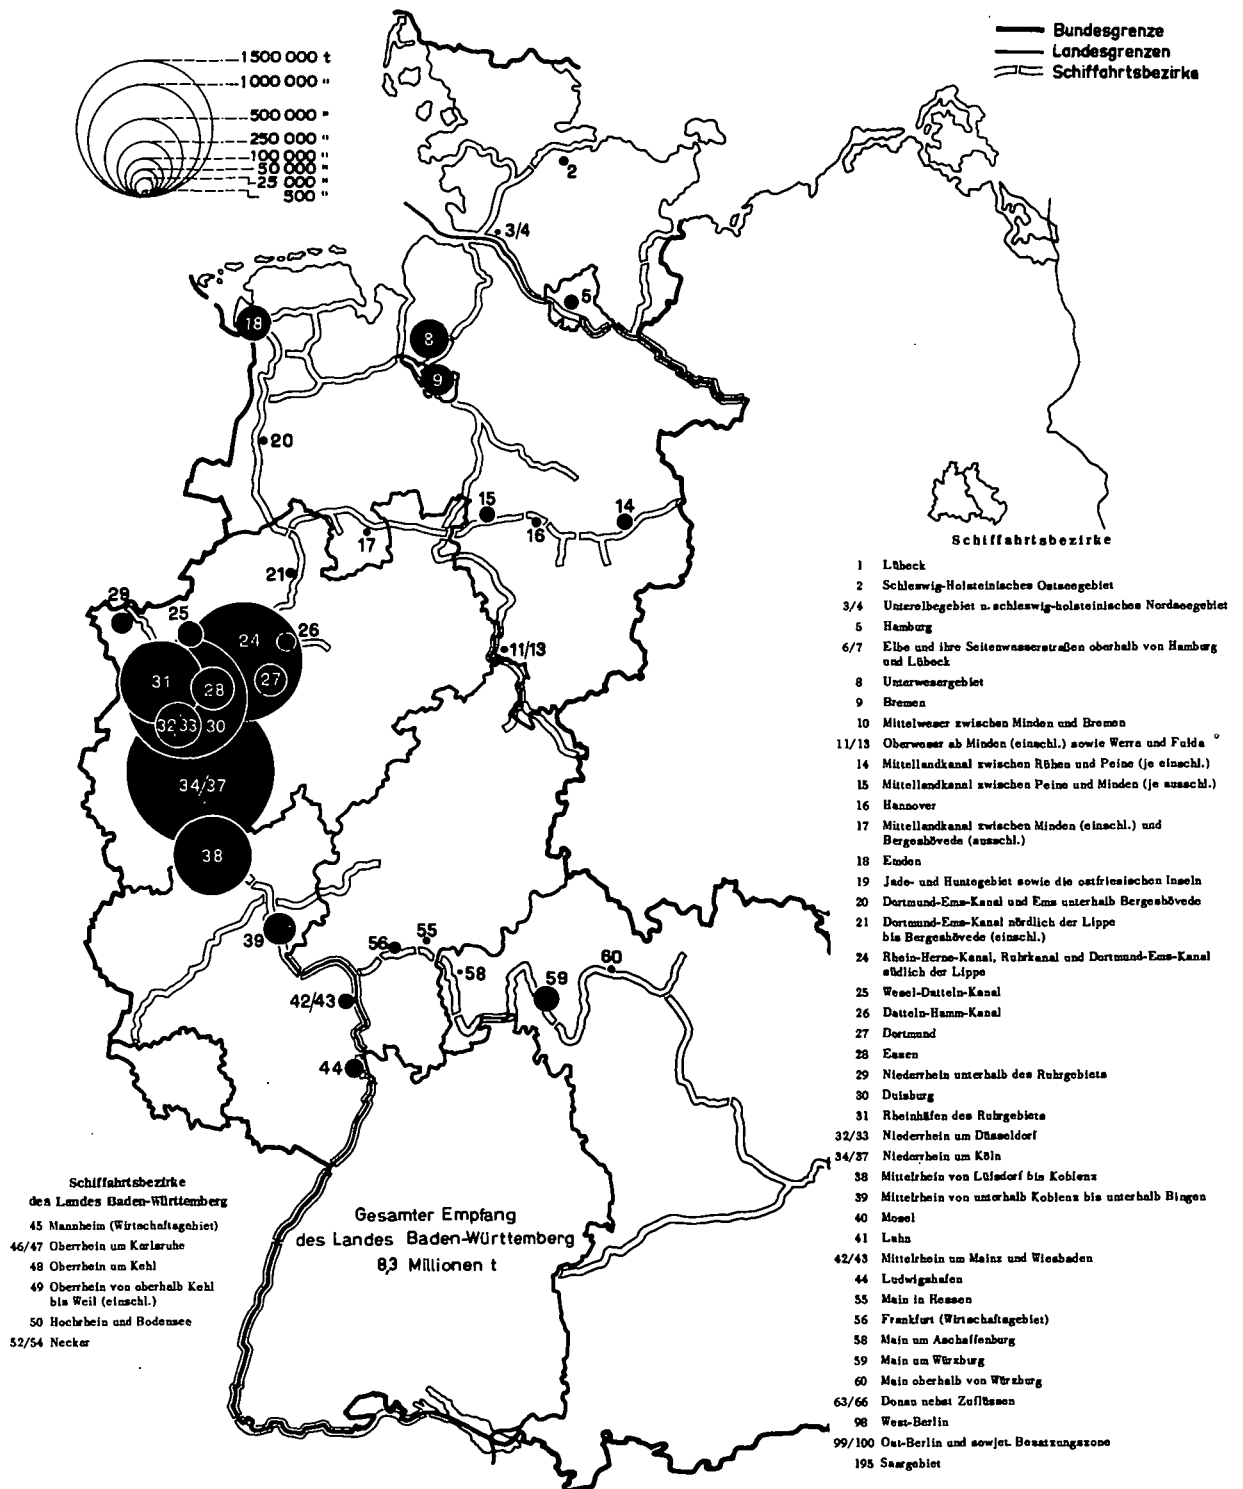 1500 000 t
1000 000 "
500 000 "
250 000 "
100 000 "
50 000 "
25 000 "
500 "
Bundesgrenze
Landesgrenzen
Schiffahrtsbezirke
2
3/4
5
18
8
9
20
15
16
14
17
21
29
25
24
26
31
28
27
32/33
30
11/13
34/37
38
39
56
55
58
59
60
42/43
44
Gesamter Empfang
des Landes Baden-Württemberg
8,3 Millionen t
Schiffahrtsbezirke
des Landes Baden-Württemberg
45 Mannheim (Wirtschaftsgebiet)
46/47 Oberrhein um Karlsruhe
48 Oberrhein um Kehl
49 Oberrhein von oberhalb Kehl
bis Weil (einschl.)
50 Hochrhein und Bodensee
52/54 Neckar
Schiffahrtsbezirke
1 Lübeck
2 Schleswig-Holsteinisches Ostseegebiet
3/4 Unterelbegebiet u. schleswig-holsteinisches Nordseegebiet
5 Hamburg
6/7 Elbe und ihre Seitenwasserstraßen oberhalb von Hamburg
und Lübeck
8 Unterwesergebiet
9 Bremen
10 Mittelweser zwischen Minden und Bremen
11/13 Oberweser ab Minden (einschl.) sowie Werra und Fulda
14 Mittellandkanal zwischen Rühen und Peine (je einschl.)
15 Mittellandkanal zwischen Peine und Minden (je ausschl.)
16 Hannover
17 Mittellandkanal zwischen Minden (einschl.) und
Bergeshövede (ausschl.)
18 Emden
19 Jade- und Huntegebiet sowie die ostfriesischen Inseln
20 Dortmund-Ems-Kanal und Ems unterhalb Bergeshövede
21 Dortmund-Ems-Kanal nördlich der Lippe
bis Bergeshövede (einschl.)
24 Rhein-Herne-Kanal, Ruhrkanal und Dortmund-Ems-Kanal
südlich der Lippe
25 Wesel-Datteln-Kanal
26 Datteln-Hamm-Kanal
27 Dortmund
28 Essen
29 Niederrhein unterhalb des Ruhrgebiets
30 Duisburg
31 Rheinhäfen des Ruhrgebiets
32/33 Niederrhein um Düsseldorf
34/37 Niederrhein um Köln
38 Mittelrhein von Lülsdorf bis Koblenz
39 Mittelrhein von unterhalb Koblenz bis unterhalb Bingen
40 Mosel
41 Lahn
42/43 Mittelrhein um Mainz und Wiesbaden
44 Ludwigshafen
55 Main in Hessen
56 Frankfurt (Wirtschaftsgebiet)
58 Main um Aschaffenburg
59 Main um Würzburg
60 Main oberhalb von Würzburg
63/66 Donau nebst Zuflüssen
98 West-Berlin
99/100 Ost-Berlin und sowjet. Besatzungszone
195 Saargebiet